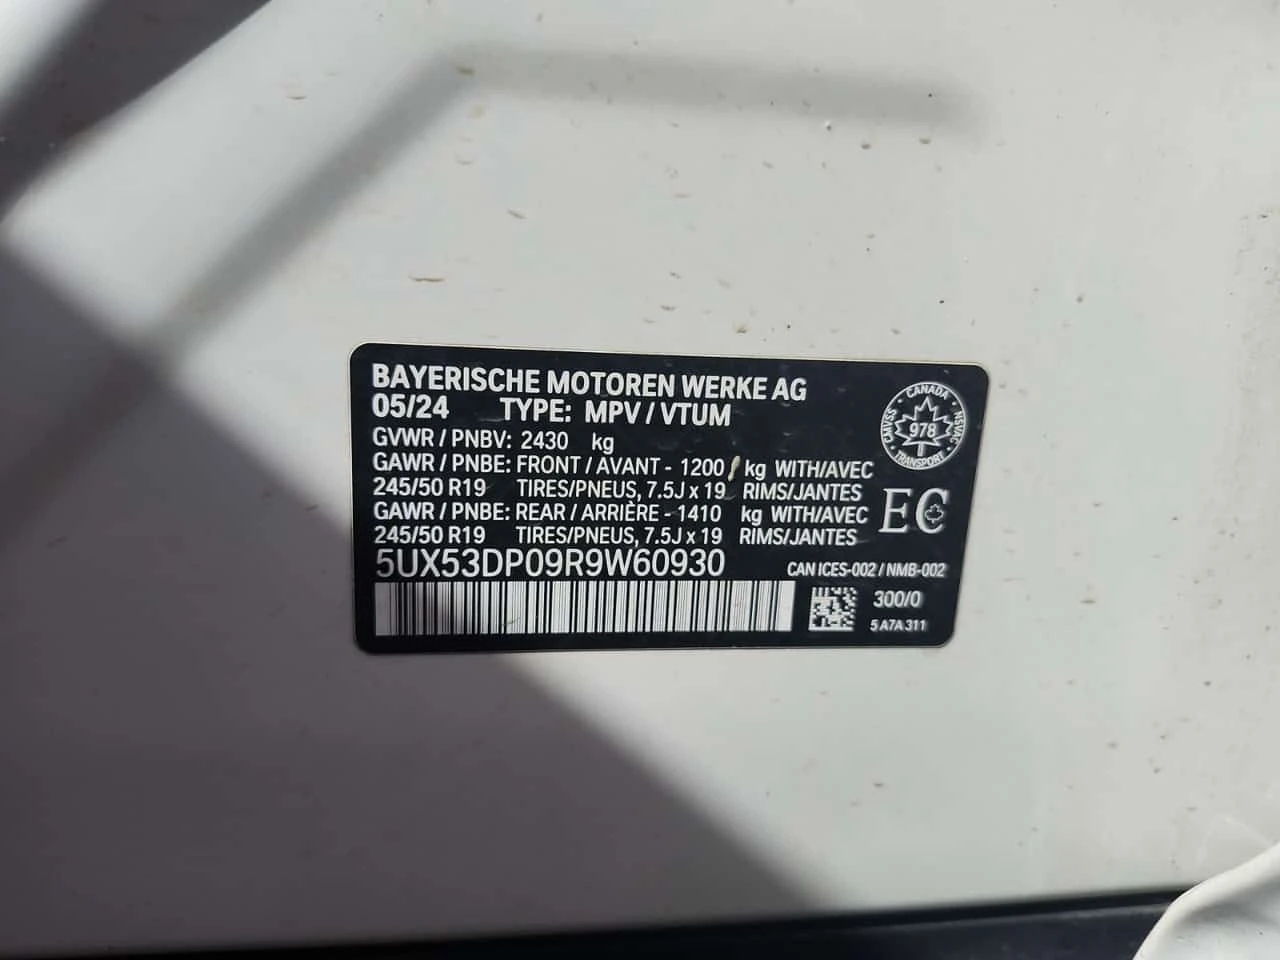 BAYERISCHE MOTOREN WERKE AG
05/24 TYPE: MPV / VTUM
GVWR / PNBV: 2430 kg
GAWR / PNBE: FRONT / AVANT - 1200 kg WITH/AVEC
245/50 R19 TIRES/PNEUS, 7.5J x 19 RIMS/JANTES
GAWR / PNBE: REAR / ARRIÈRE - 1410 kg WITH/AVEC
245/50 R19 TIRES/PNEUS, 7.5J x 19 RIMS/JANTES
5UX53DP09R9W60930
CANADA
CMVSS · NSVAC
978
TRANSPORT
EC
CAN ICES-002 / NMB-002
300/0
5 A7A 311